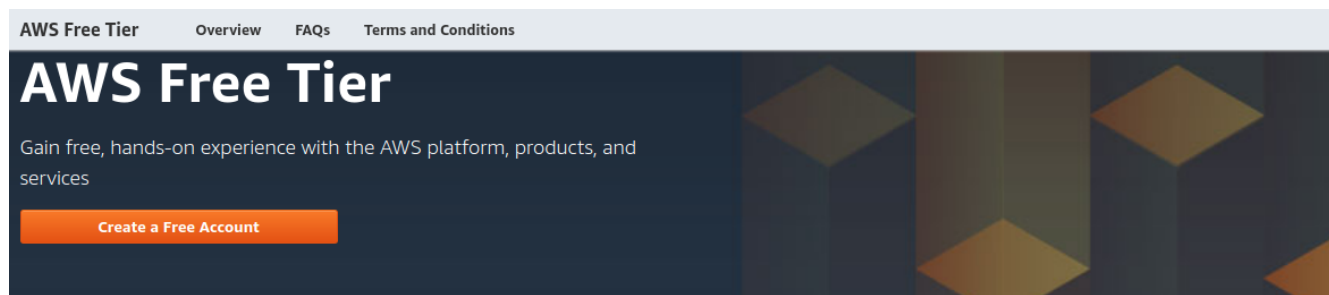 AWS Free Tier Overview FAQs Terms and Conditions
AWS Free Tier
Gain free, hands-on experience with the AWS platform, products, and
services
Create a Free Account